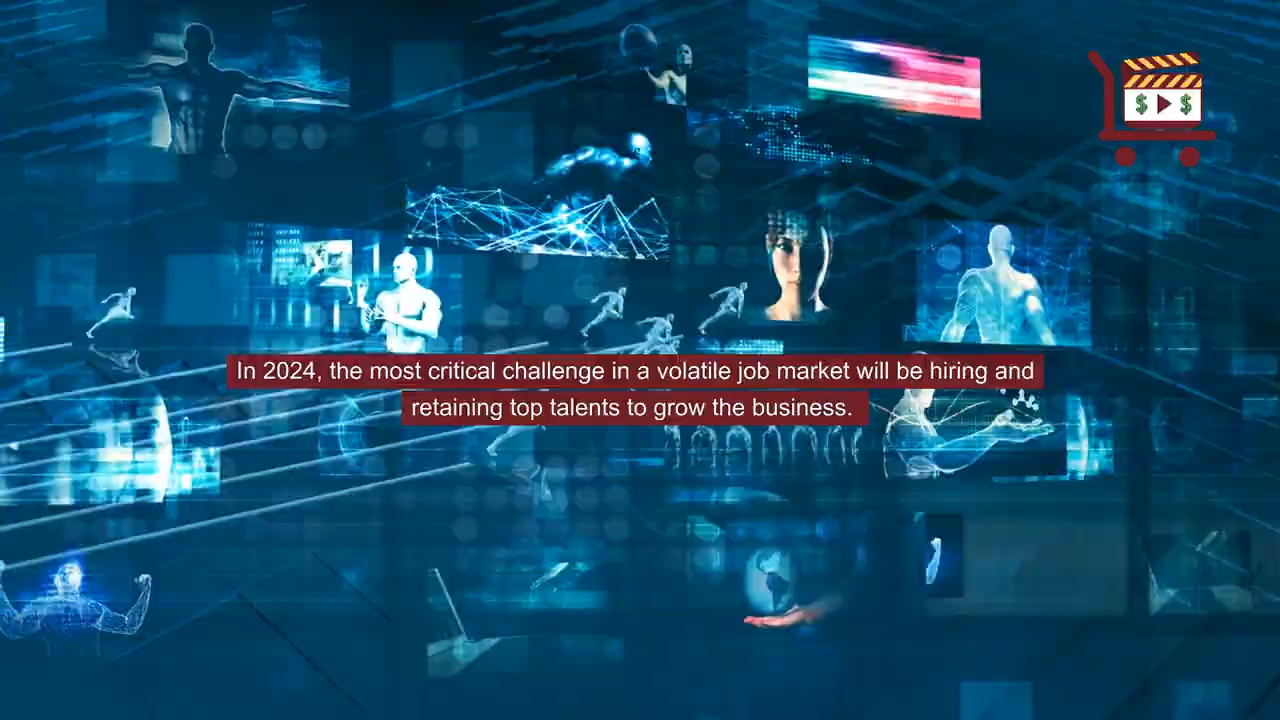 $ $
In 2024, the most critical challenge in a volatile job market will be hiring and
retaining top talents to grow the business.